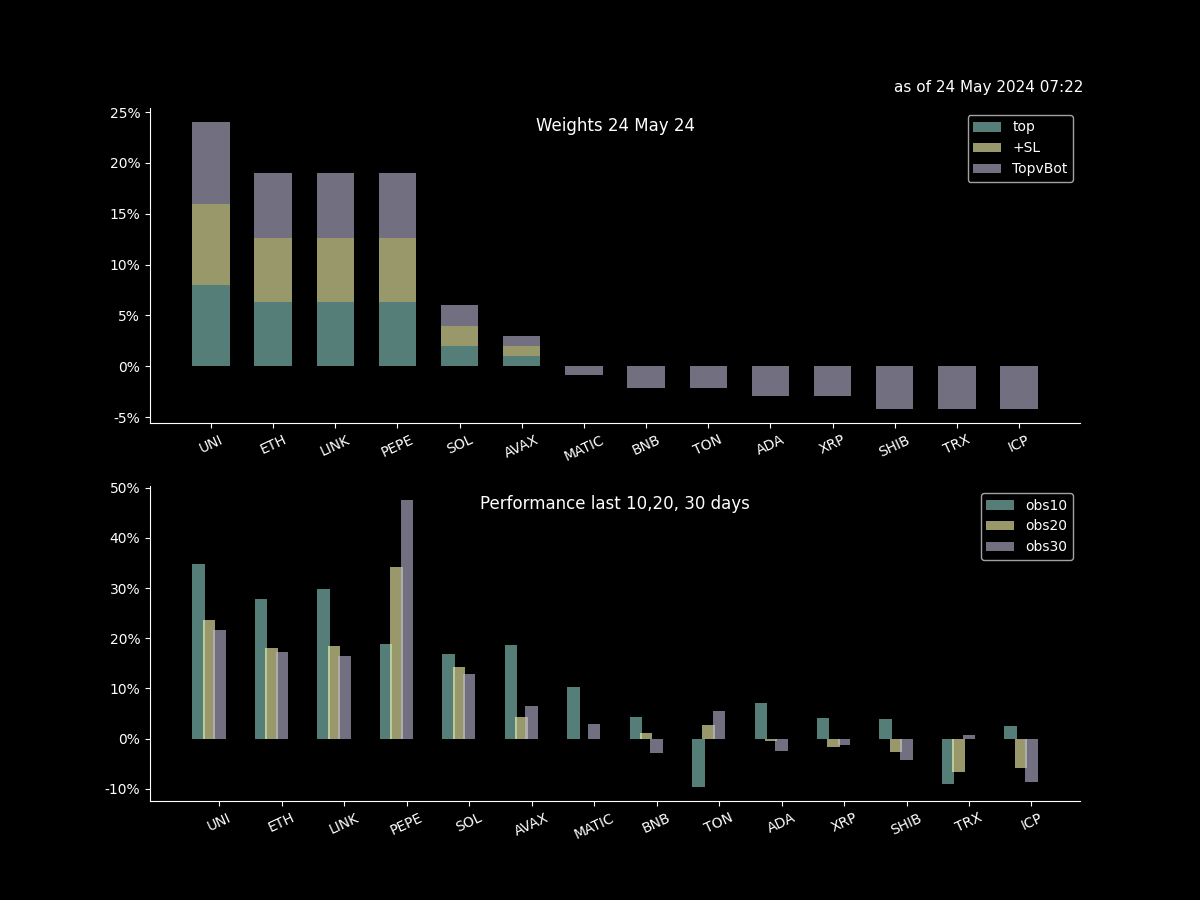 as of 24 May 2024 07:22
Weights 24 May 24
top
+SL
TopvBot
25%
20%
15%
10%
5%
0%
-5%
UNI ETH LINK PEPE SOL AVAX MATIC BNB TON ADA XRP SHIB TRX ICP
Performance last 10,20, 30 days
obs10
obs20
obs30
50%
40%
30%
20%
10%
0%
-10%
UNI ETH LINK PEPE SOL AVAX MATIC BNB TON ADA XRP SHIB TRX ICP